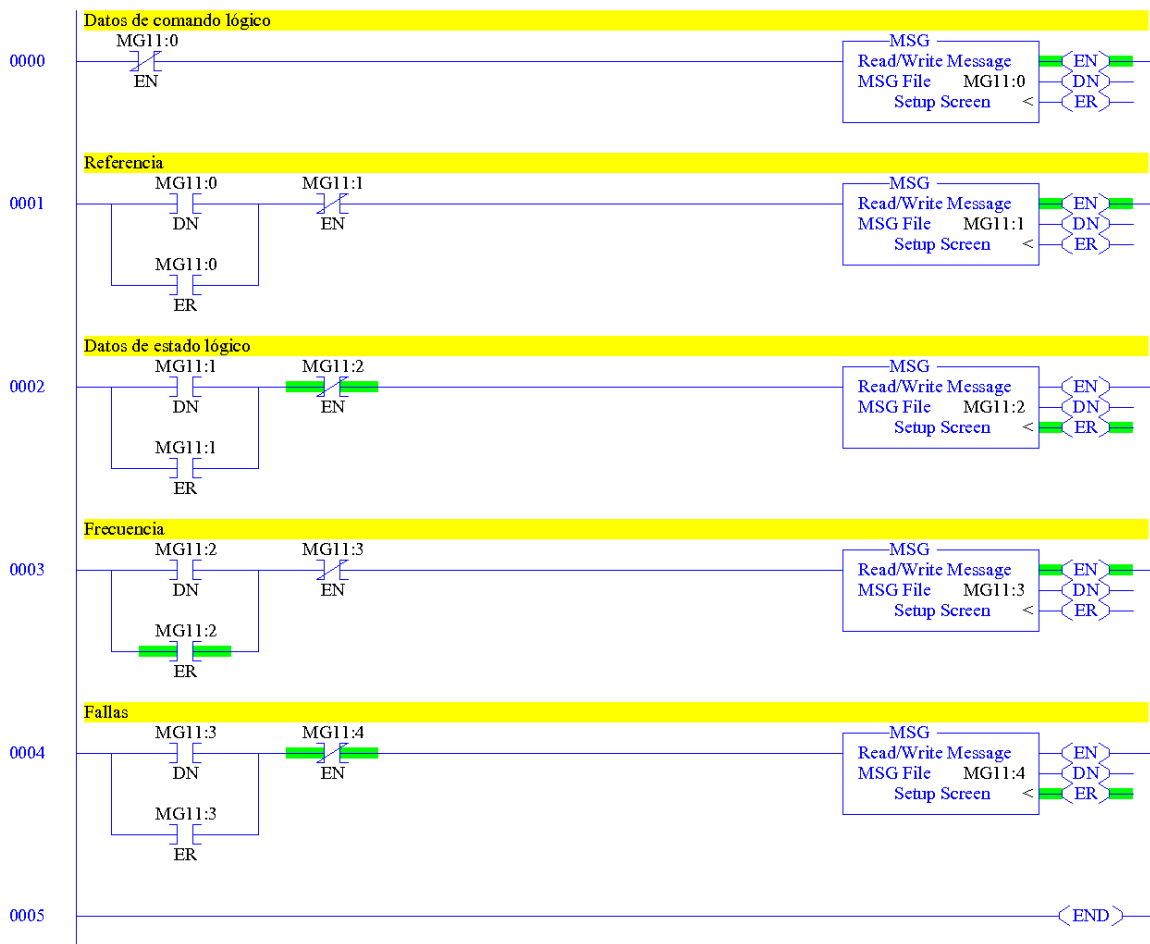 Datos de comando lógico
MG11:0
MSG
0000
Read/Write Message
EN
EN
MSG File MG11:0
DN
Setup Screen <
ER
Referencia
MG11:0
MG11:1
MSG
0001
Read/Write Message
EN
DN
EN
MSG File MG11:1
DN
Setup Screen <
ER
MG11:0
ER
Datos de estado lógico
MG11:1
MG11:2
MSG
0002
Read/Write Message
EN
DN
EN
MSG File MG11:2
DN
Setup Screen <
ER
MG11:1
ER
Frecuencia
MG11:2
MG11:3
MSG
0003
Read/Write Message
EN
DN
EN
MSG File MG11:3
DN
Setup Screen <
ER
MG11:2
ER
Fallas
MG11:3
MG11:4
MSG
0004
Read/Write Message
EN
DN
EN
MSG File MG11:4
DN
Setup Screen <
ER
MG11:3
ER
0005
END